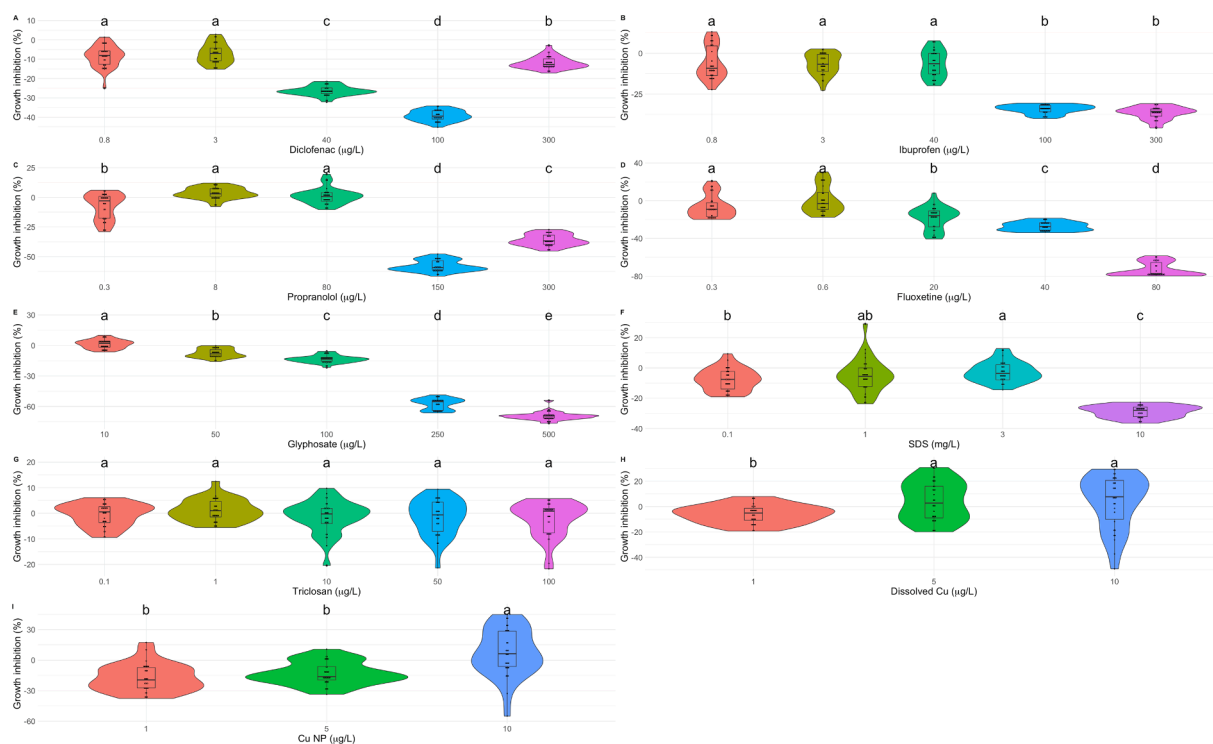 A
a a c d b
Growth inhibition (%)
10
0
-10
-20
-30
-40
0.8 3 40 100 300
Diclofenac (µg/L)
B
a a a b b
Growth inhibition (%)
0
-25
0.8 3 40 100 300
Ibuprofen (µg/L)
C
b a a d c
Growth inhibition (%)
25
0
-25
-50
0.3 8 80 150 300
Propranolol (µg/L)
D
a a b c d
Growth inhibition (%)
40
0
-40
-80
0.3 0.6 20 40 80
Fluoxetine (µg/L)
E
a b c d e
Growth inhibition (%)
30
0
-30
-60
10 50 100 250 500
Glyphosate (µg/L)
F
b ab a c
Growth inhibition (%)
20
0
-20
-40
0.1 1 3 10
SDS (mg/L)
G
a a a a a
Growth inhibition (%)
20
10
0
-10
-20
0.1 1 10 50 100
Triclosan (µg/L)
H
b a a
Growth inhibition (%)
20
0
-20
-40
1 5 10
Dissolved Cu (µg/L)
I
b b a
Growth inhibition (%)
30
0
-30
-60
1 5 10
Cu NP (µg/L)